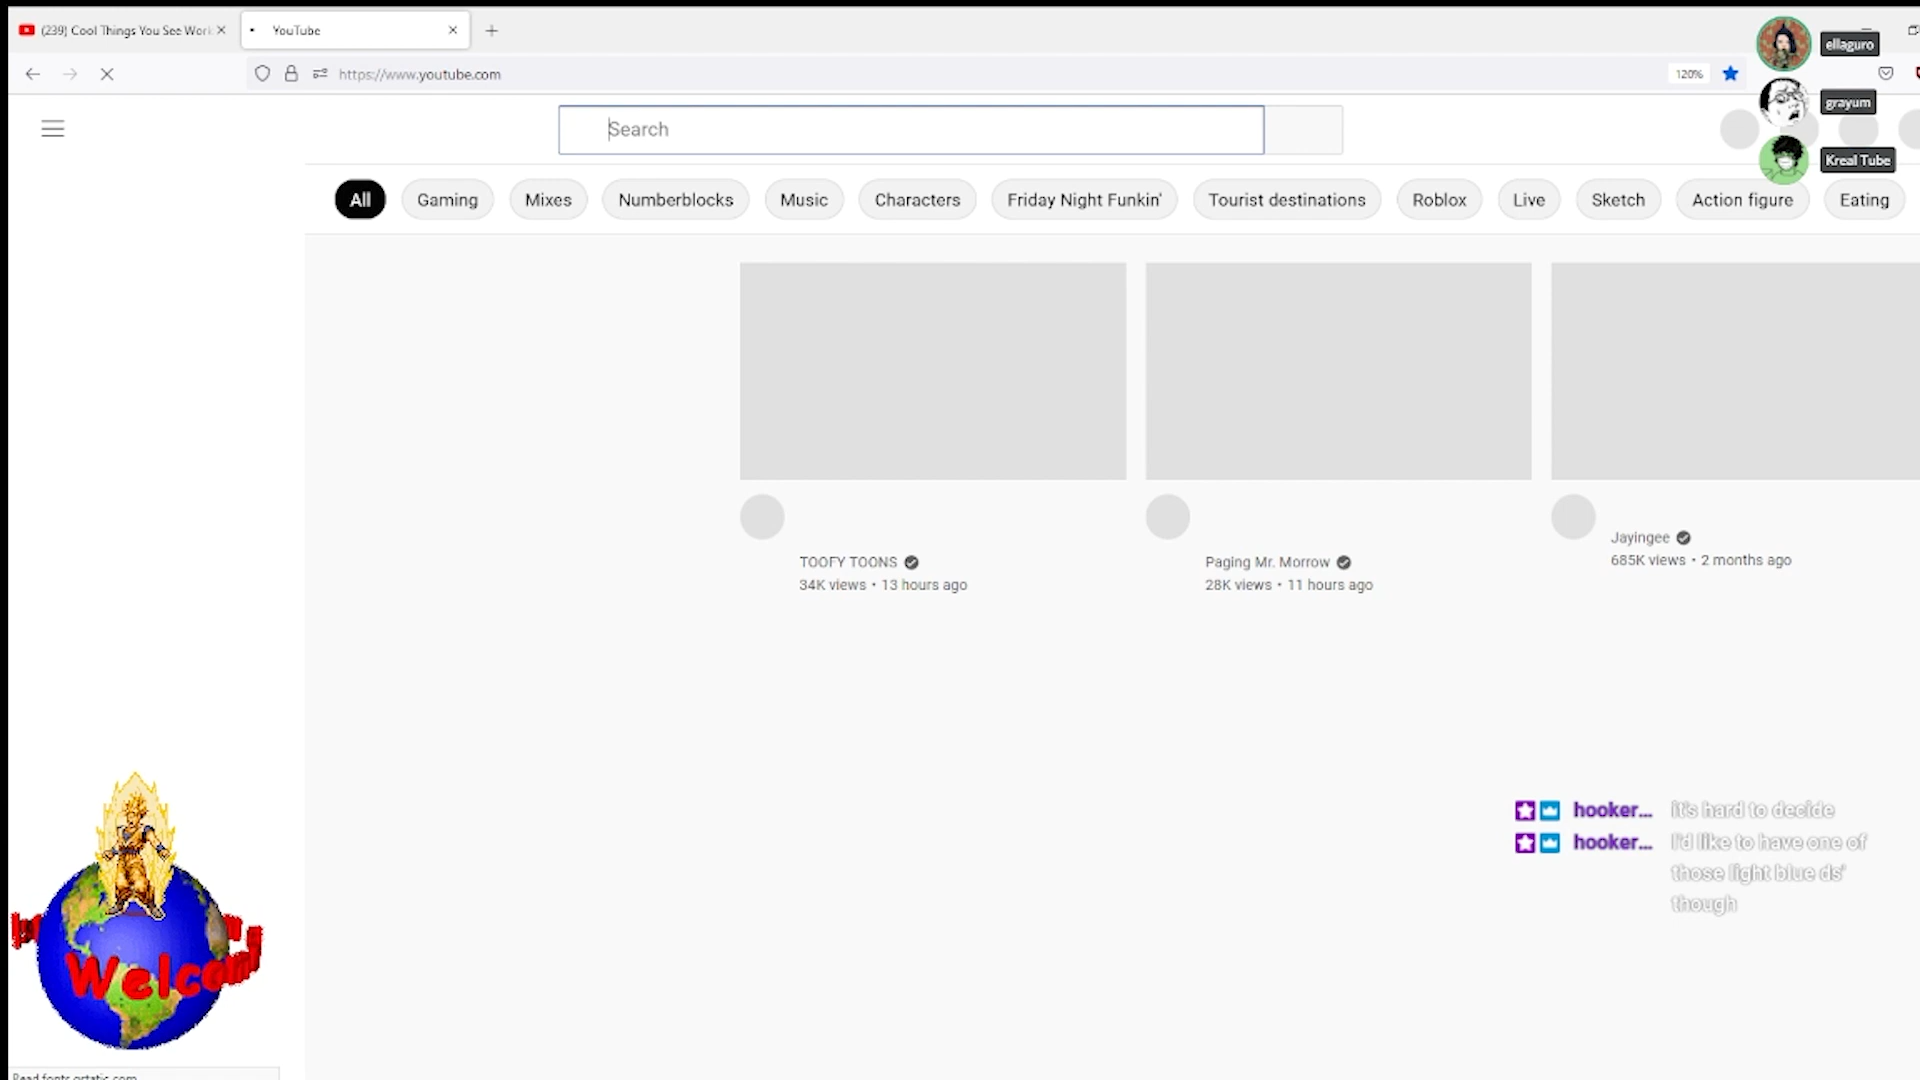 (239) Cool Things You See Wor
YouTube
https://www.youtube.com
120%
ellaguro
grayum
Kreal Tube
Search
All
Gaming
Mixes
Numberblocks
Music
Characters
Friday Night Funkin'
Tourist destinations
Roblox
Live
Sketch
Action figure
Eating
TOOFY TOONS
34K views • 13 hours ago
Paging Mr. Morrow
28K views • 11 hours ago
Jayingee
685K views • 2 months ago
hooker... it's hard to decide
hooker... I'd like to have one of
those light blue ds'
though
Welcome